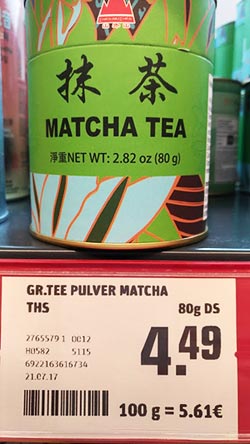 抹茶
MATCHA TEA
淨重NET WT: 2.82 oz (80 g)
GR.TEE PULVER MATCHA
THS 80g DS
2765579 1 0012
H0582 5115
6922163616734
21.07.17
4.49
100 g = 5.61€